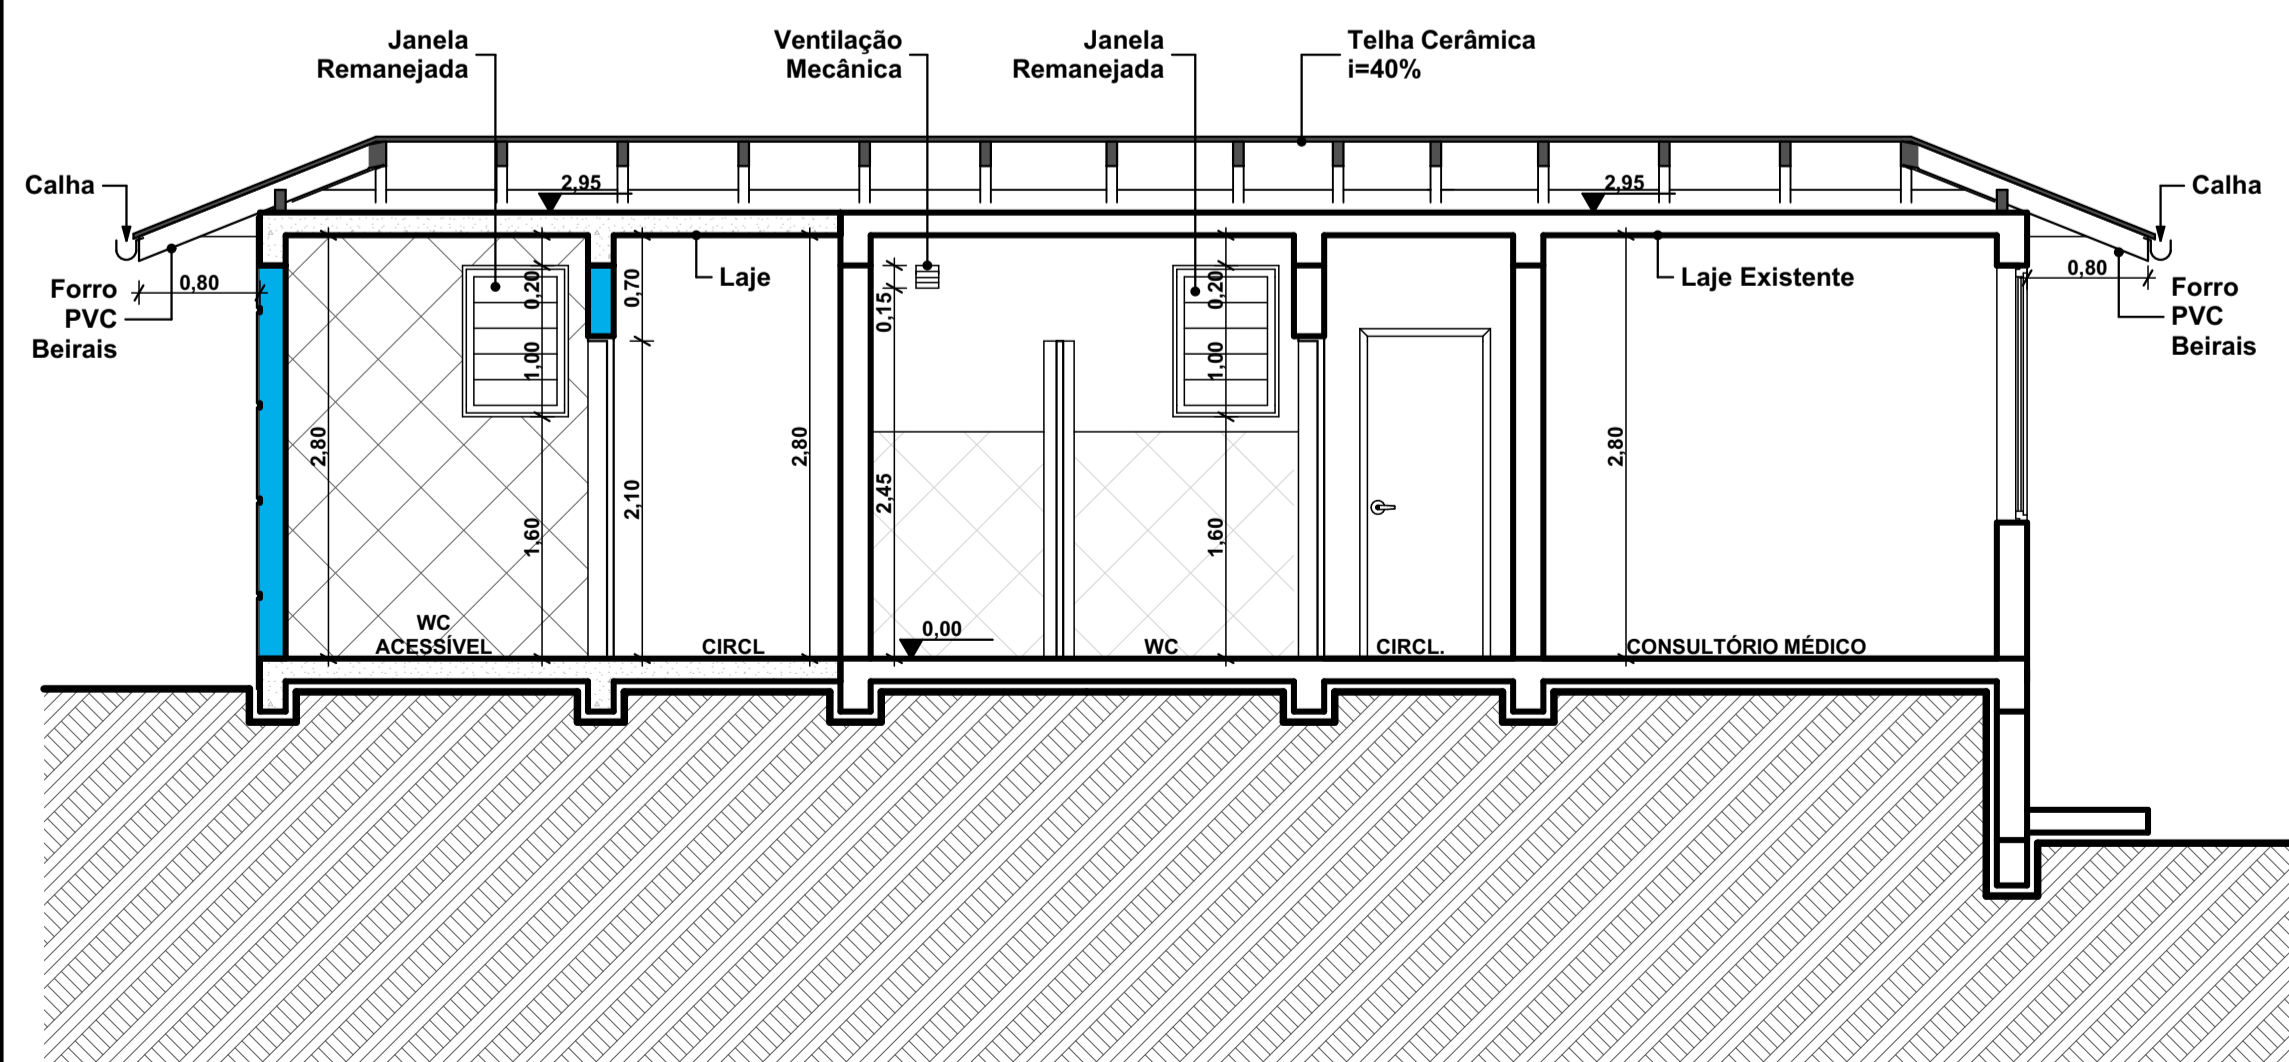 Janela
Remanejada
Ventilação
Mecânica
Janela
Remanejada
Telha Cerâmica
i=40%
Calha
2,95
2,95
Calha
Forro
PVC
Beirais
0,80
0,20
0,70
Laje
0,15
0,20
Laje Existente
0,80
Forro
PVC
Beirais
1,00
1,00
2,80
2,10
2,80
2,45
2,80
1,60
1,60
0,00
WC
ACESSÍVEL
CIRCL
WC
CIRCL.
CONSULTÓRIO MÉDICO